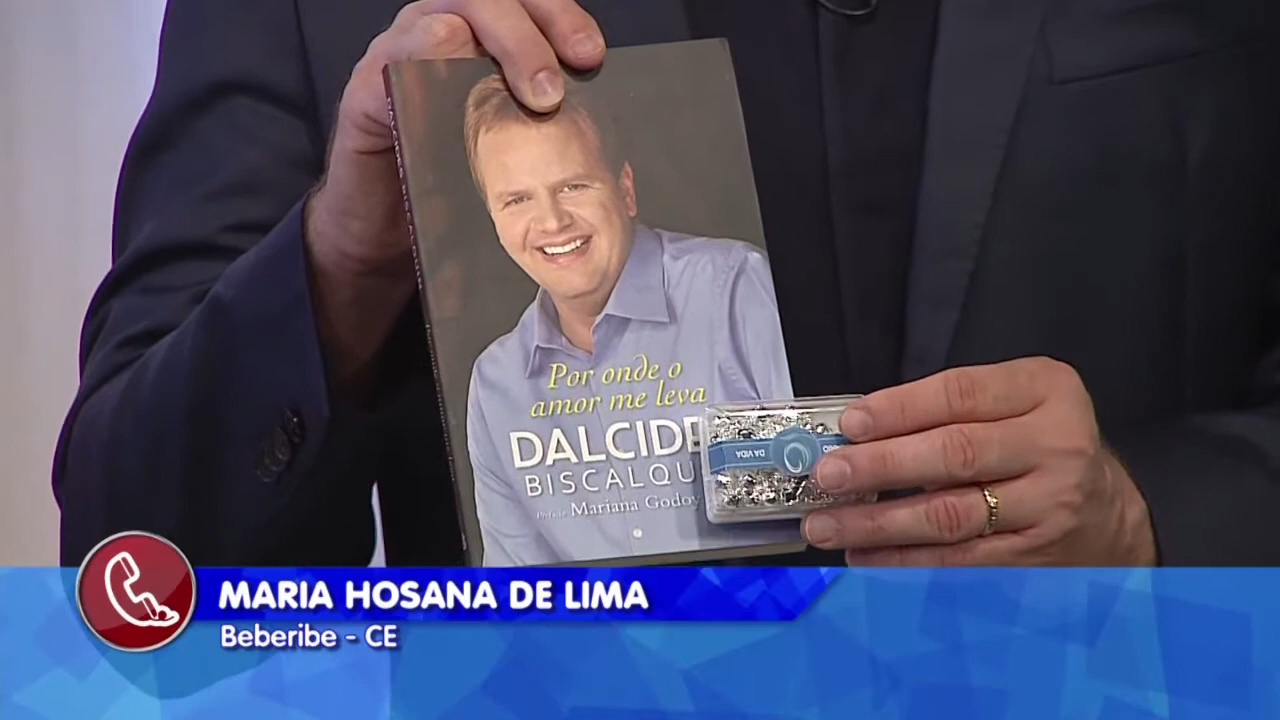 Por onde o
amor me leva
DALCIDE
BISCALQU
Mariana Godoy
DA VIDA
MARIA HOSANA DE LIMA
Beberibe - CE